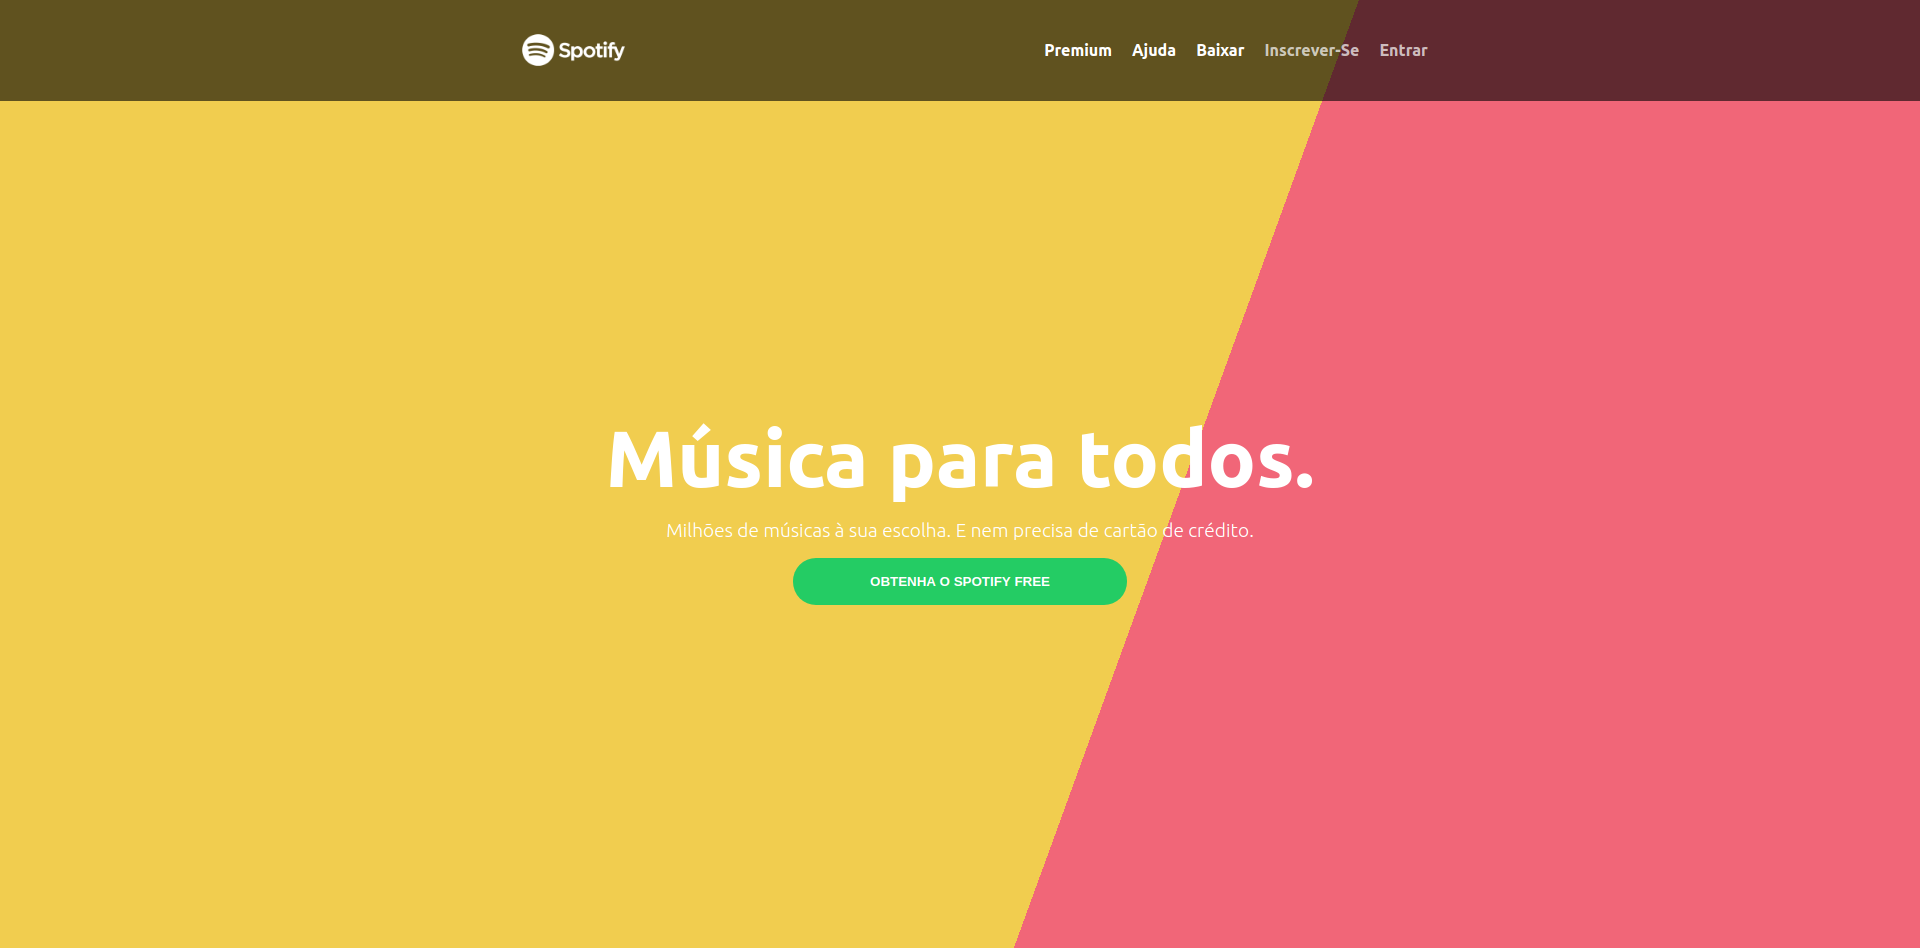 Spotify
Premium Ajuda Baixar Inscrever-Se Entrar
Música para todos.
Milhões de músicas à sua escolha. E nem precisa de cartão de crédito.
OBTENHA O SPOTIFY FREE